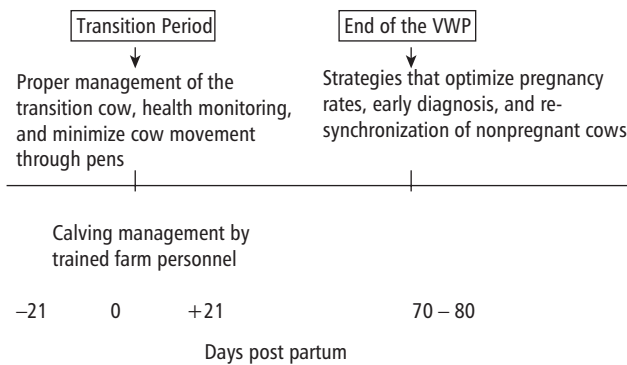 Transition Period
End of the VWP
Proper management of the
transition cow, health monitoring,
and minimize cow movement
through pens
Strategies that optimize pregnancy
rates, early diagnosis, and re-
synchronization of nonpregnant cows
Calving management by
trained farm personnel
–21 0 +21 70 – 80
Days post partum